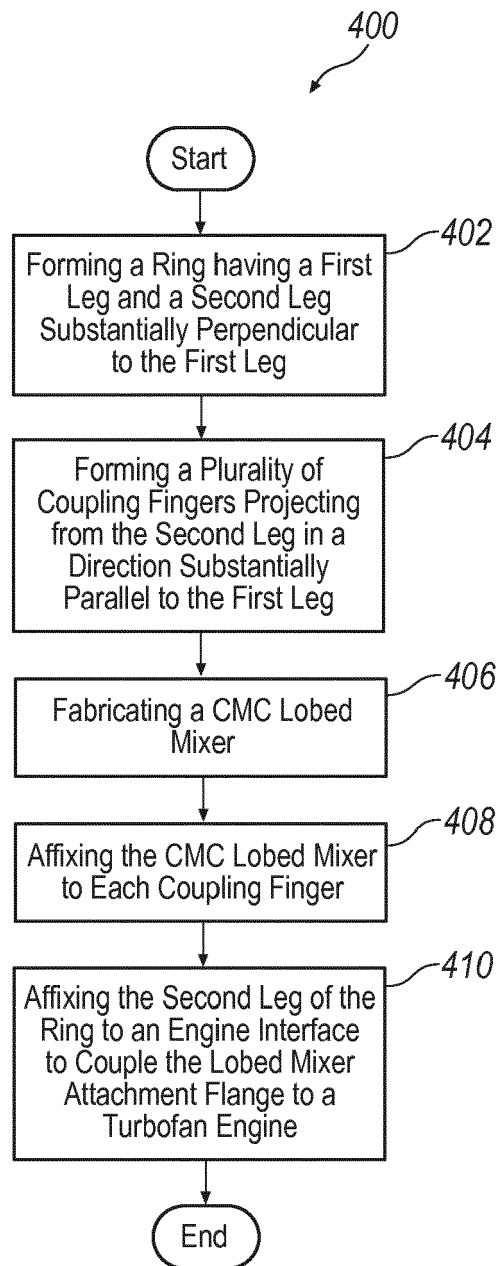 400
Start
402
Forming a Ring having a First
Leg and a Second Leg
Substantially Perpendicular
to the First Leg
404
Forming a Plurality of
Coupling Fingers Projecting
from the Second Leg in a
Direction Substantially
Parallel to the First Leg
406
Fabricating a CMC Lobed
Mixer
408
Affixing the CMC Lobed Mixer
to Each Coupling Finger
410
Affixing the Second Leg of the
Ring to an Engine Interface
to Couple the Lobed Mixer
Attachment Flange to a
Turbofan Engine
End